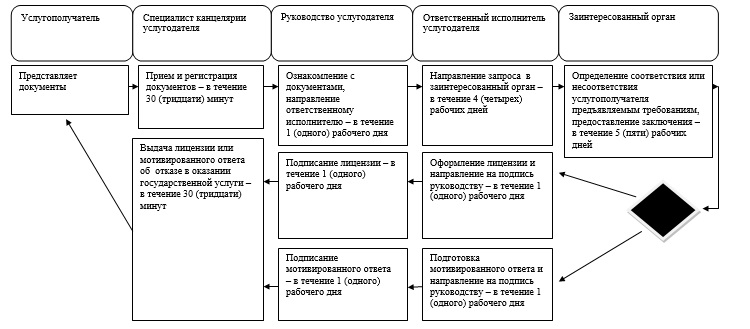 Услугополучатель
Специалист канцелярии
услугодателя
Руководство услугодателя
Ответственный исполнитель
услугодателя
Заинтересованный орган
Представляет
документы
Прием и регистрация
документов – в течение
30 (тридцати) минут
Ознакомление с
документами,
направление
ответственному
исполнителю – в течение
1 (одного) рабочего дня
Направление запроса в
заинтересованный орган –
в течение 4 (четырех)
рабочих дней
Определение соответствия или
несоответствия
услугополучателя
предъявляемым требованиям,
предоставление заключения –
в течение 5 (пяти) рабочих
дней
Выдача лицензии или
мотивированного ответа
об отказе в оказании
государственной услуги –
в течение 30 (тридцати)
минут
Подписание лицензии – в
течение 1 (одного)
рабочего дня
Оформление лицензии и
направление на подпись
руководству – в течение 1
(одного) рабочего дня
Подписание
мотивированного ответа
– в течение 1 (одного)
рабочего дня
Подготовка
мотивированного ответа и
направление на подпись
руководству – в течение 1
(одного) рабочего дня